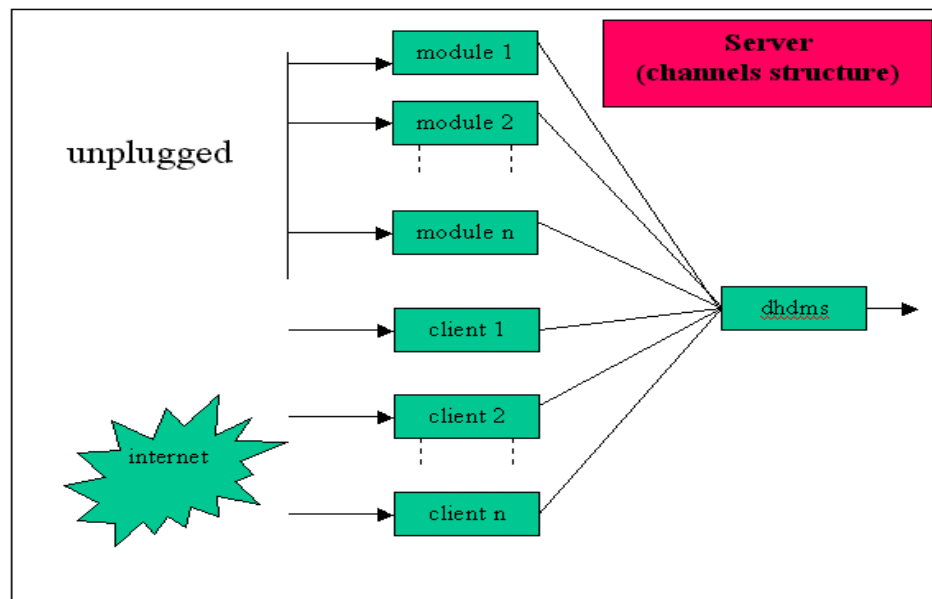 Server
(channels structure)
module 1
module 2
unplugged
module n
dhdms
client 1
client 2
internet
client n